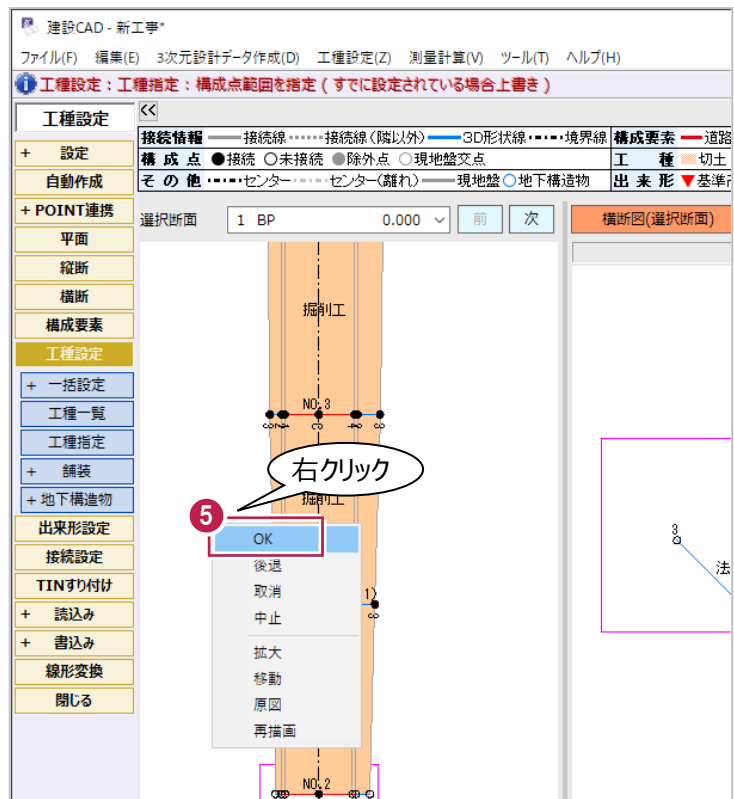 建設CAD - 新工事*
ファイル(F) 編集(E) 3次元設計データ作成(D) 工種設定(Z) 測量計算(V) ツール(T) ヘルプ(H)
工種設定：工種指定：構成点範囲を指定 ( すでに設定されている場合上書き )
工種設定
<<
接続情報 接続線 接続線(隣以外) 3D形状線 境界線 構成要素 道路
構成点 ●接続 ○未接続 ●除外点 ○現地盤交点 工種 切土
その他 センター センター(離れ) 現地盤 ○地下構造物 出来形 ▼基準
+ 設定
自動作成
+ POINT連携
平面
縦断
横断
構成要素
工種設定
+ 一括設定
工種一覧
工種指定
+ 舗装
+ 地下構造物
出来形設定
接続設定
TINすり付け
+ 読込み
+ 書込み
線形変換
閉じる
選択断面 1 BP 0.000 前 次 横断図(選択断面)
掘削工
NO.3
右クリック
掘削工
5
OK
後退
取消
中止
拡大
移動
原図
再描画
1)
NO.2
3
法